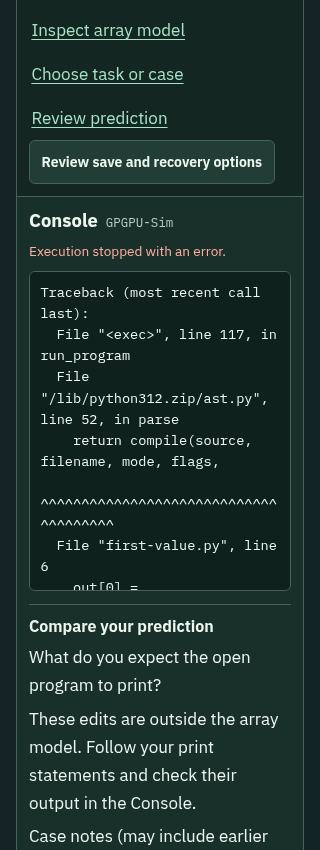 Inspect array model
Choose task or case
Review prediction
Review save and recovery options
Console GPGPU-Sim
Execution stopped with an error.
Traceback (most recent call
last):
  File "<exec>", line 117, in
run_program
  File
"/lib/python312.zip/ast.py",
line 52, in parse
    return compile(source,
filename, mode, flags,

^^^^^^^^^^^^^^^^^^^^^^^^^^^^^
^^^^^^^^^
  File "first-value.py", line
6
    out[0] =
Compare your prediction
What do you expect the open
program to print?
These edits are outside the array
model. Follow your print
statements and check their
output in the Console.
Case notes (may include earlier